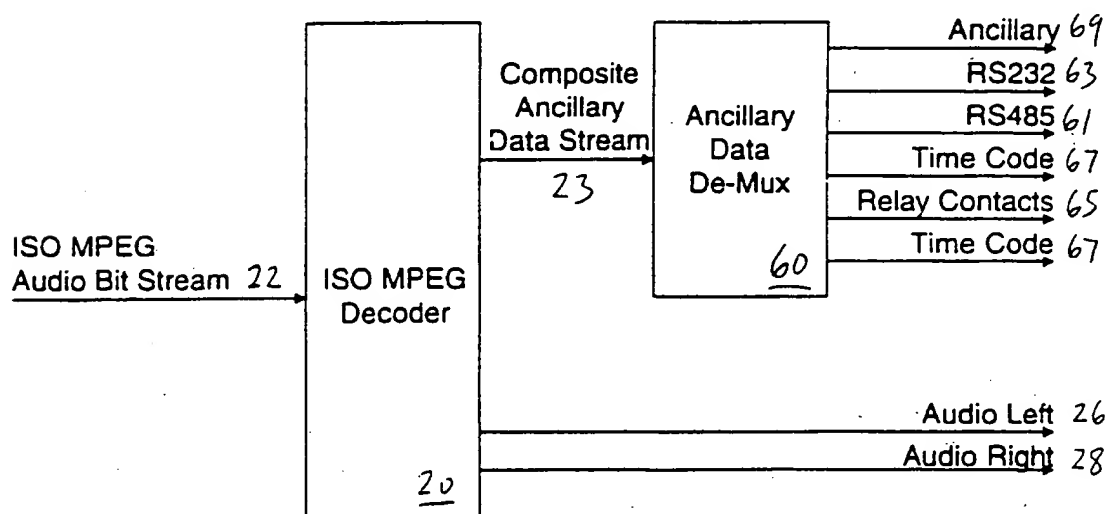 Ancillary 69
RS232 63
RS485 61
Time Code 67
Relay Contacts 65
Time Code 67
Composite
Ancillary
Data Stream
23
Ancillary
Data
De-Mux
60
ISO MPEG
Audio Bit Stream 22
ISO MPEG
Decoder
20
Audio Left 26
Audio Right 28